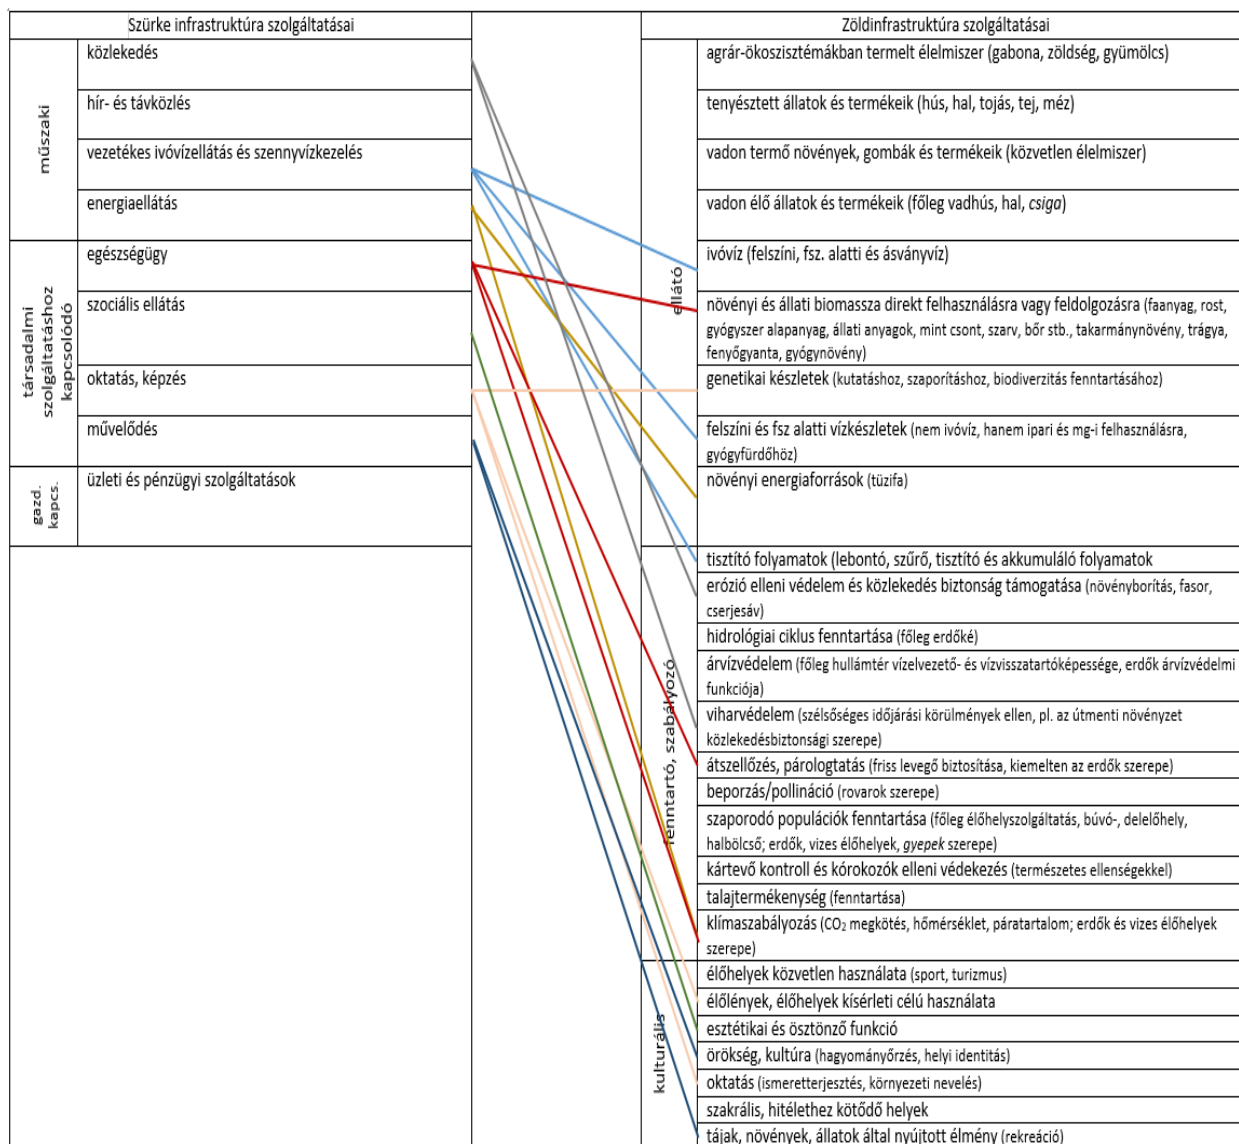 Szürke infrastruktúra szolgáltatásai
műszaki
közlekedés
hír- és távközlés
vezetékes ivóvízellátás és szennyvízkezelés
energiaellátás
társadalmi
szolgáltatáshoz
kapcsolódó
egészségügy
szociális ellátás
oktatás, képzés
művelődés
gazd.
kapcs.
üzleti és pénzügyi szolgáltatások
Zöldinfrastruktúra szolgáltatásai
ellátó
agrár-ökoszisztémákban termelt élelmiszer (gabona, zöldség, gyümölcs)
tenyésztett állatok és termékeik (hús, hal, tojás, tej, méz)
vadon termő növények, gombák és termékeik (közvetlen élelmiszer)
vadon élő állatok és termékeik (főleg vadhús, hal, csiga)
ivóvíz (felszíni, fsz. alatti és ásványvíz)
növényi és állati biomassza direkt felhasználásra vagy feldolgozásra (faanyag, rost,
gyógyszer alapanyag, állati anyagok, mint csont, szarv, bőr stb., takarmánynövény, trágya,
fenyőgyanta, gyógynövény)
genetikai készletek (kutatáshoz, szaporításhoz, biodiverzitás fenntartásához)
felszíni és fsz alatti vízkészletek (nem ivóvíz, hanem ipari és mg-i felhasználásra,
gyógyfürdőhöz)
növényi energiaforrások (tüzifa)
fenntartó, szabályozó
tisztító folyamatok (lebontó, szűrő, tisztító és akkumuláló folyamatok
erózió elleni védelem és közlekedés biztonság támogatása (növényborítás, fasor,
cserjesáv)
hidrológiai ciklus fenntartása (főleg erdőké)
árvízvédelem (főleg hullámtér vízelvezető- és vízvisszatartóképessége, erdők árvízvédelmi
funkciója)
viharvédelem (szélsőséges időjárási körülmények ellen, pl. az útmenti növényzet
közlekedésbiztonsági szerepe)
átszellőzés, párologtatás (friss levegő biztosítása, kiemelten az erdők szerepe)
beporzás/pollináció (rovarok szerepe)
szaporodó populációk fenntartása (főleg élőhelyszolgáltatás, búvó-, delelőhely,
halbölcső; erdők, vizes élőhelyek, gyepek szerepe)
kártevő kontroll és kórokozók elleni védekezés (természetes ellenségekkel)
talajtermékenység (fenntartása)
klímaszabályozás (CO₂ megkötés, hőmérséklet, páratartalom; erdők és vizes élőhelyek
szerepe)
kulturális
élőhelyek közvetlen használata (sport, turizmus)
élőlények, élőhelyek kísérleti célú használata
esztétikai és ösztönző funkció
örökség, kultúra (hagyományőrzés, helyi identitás)
oktatás (ismeretterjesztés, környezeti nevelés)
szakrális, hitélethez kötődő helyek
tájak, növények, állatok által nyújtott élmény (rekreáció)